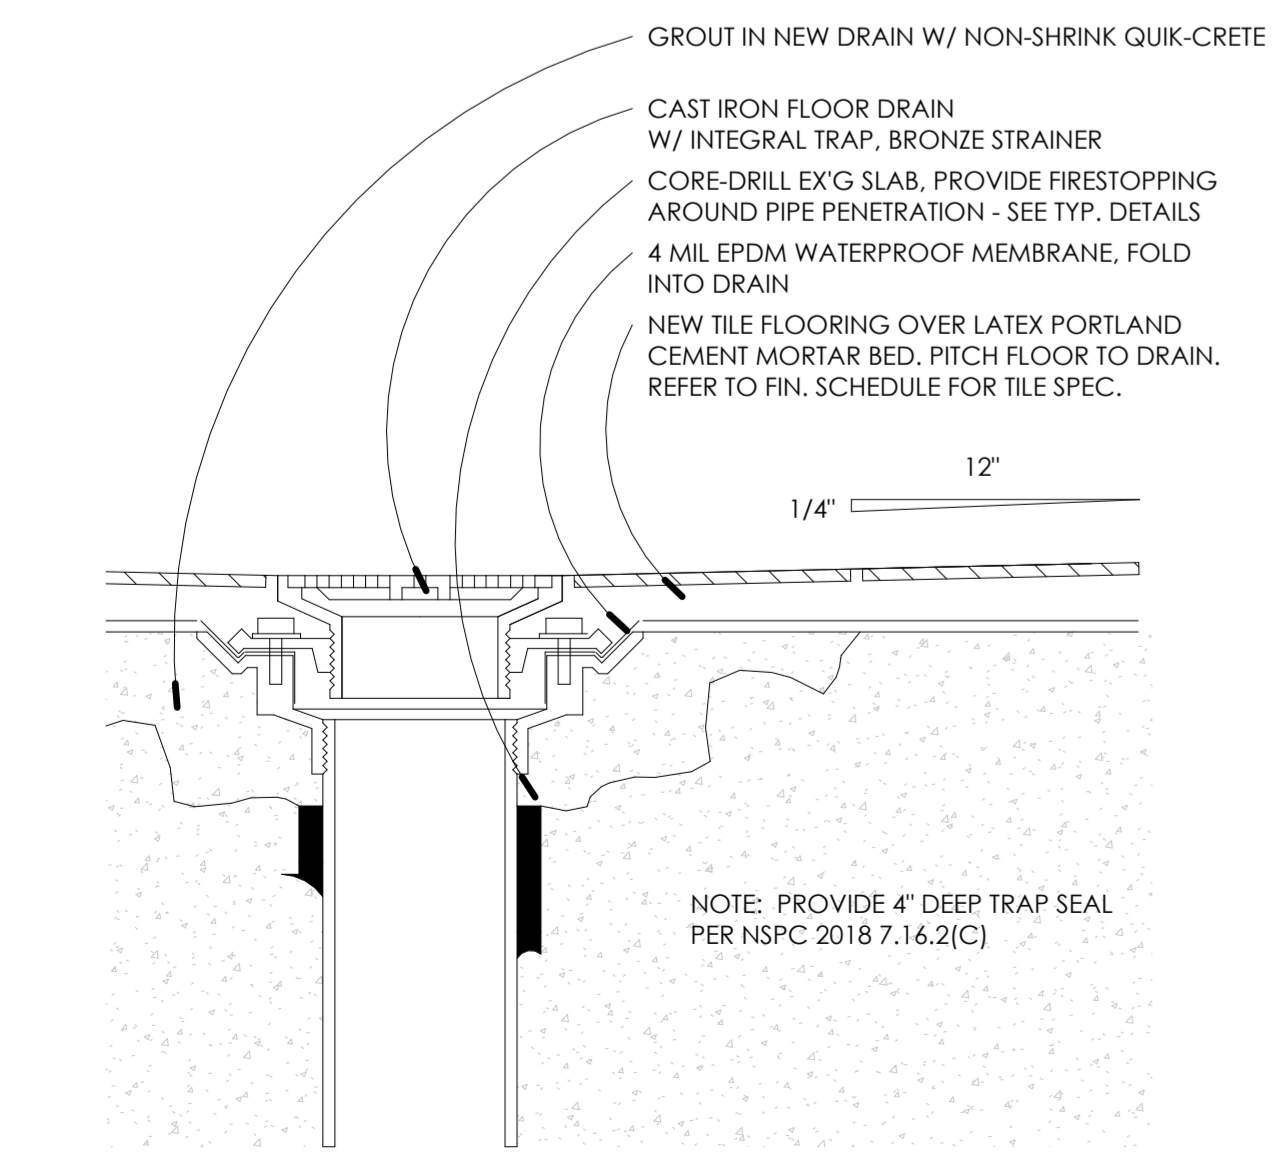 GROUT IN NEW DRAIN W/ NON-SHRINK QUIK-CRETE
CAST IRON FLOOR DRAIN
W/ INTEGRAL TRAP, BRONZE STRAINER
CORE-DRILL EX'G SLAB, PROVIDE FIRESTOPPING
AROUND PIPE PENETRATION - SEE TYP. DETAILS
4 MIL EPDM WATERPROOF MEMBRANE, FOLD
INTO DRAIN
NEW TILE FLOORING OVER LATEX PORTLAND
CEMENT MORTAR BED. PITCH FLOOR TO DRAIN.
REFER TO FIN. SCHEDULE FOR TILE SPEC.
12"
1/4"
NOTE: PROVIDE 4" DEEP TRAP SEAL
PER NSPC 2018 7.16.2(C)